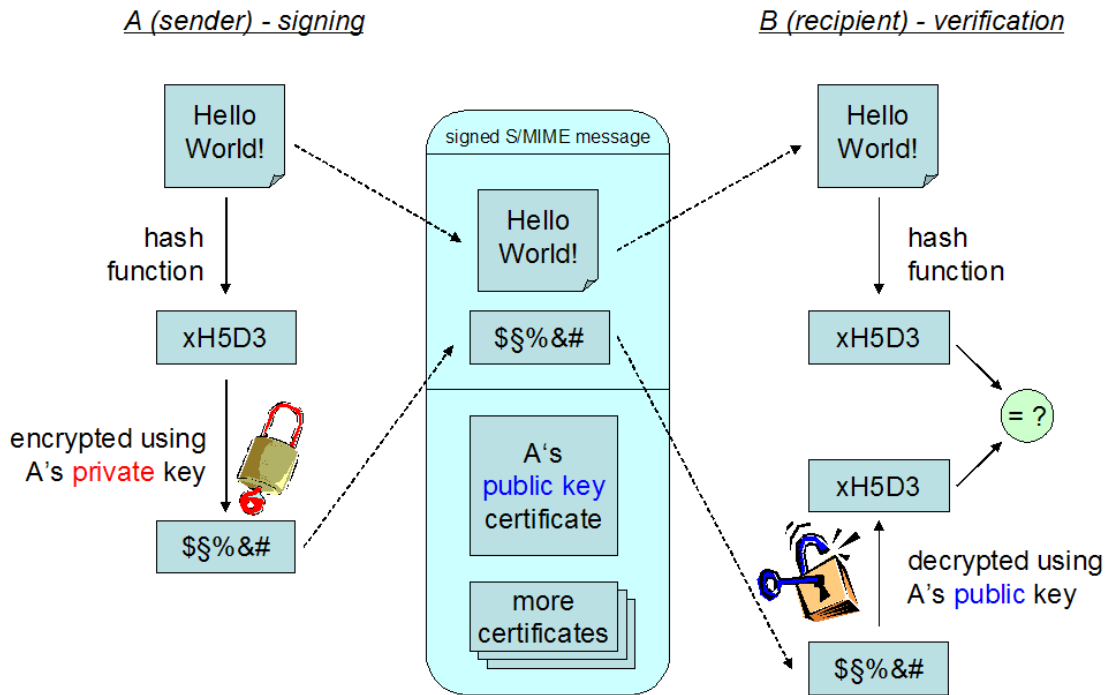 A (sender) - signing
Hello
World!
hash
function
xH5D3
encrypted using
A's private key
$§%&#
signed S/MIME message
Hello
World!
$§%&#
A‘s
public key
certificate
more
certificates
B (recipient) - verification
Hello
World!
hash
function
xH5D3
= ?
xH5D3
decrypted using
A's public key
$§%&#